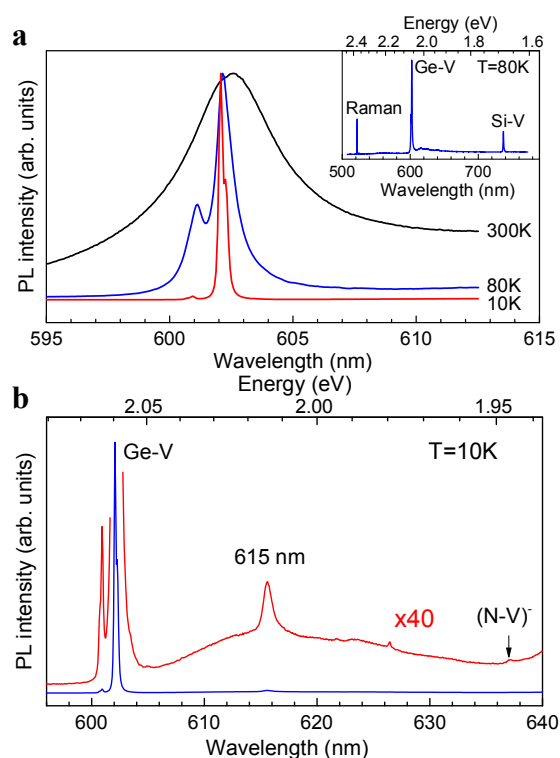 a
Energy (eV)
2.4 2.2 2.0 1.8 1.6
Ge-V T=80K
Raman
Si-V
500 600 700
Wavelength (nm)
PL intensity (arb. units)
300K
80K
10K
595 600 605 610 615
Wavelength (nm)
b
Energy (eV)
2.05 2.00 1.95
Ge-V
T=10K
615 nm
x40
(N-V)⁻
PL intensity (arb. units)
600 610 620 630 640
Wavelength (nm)